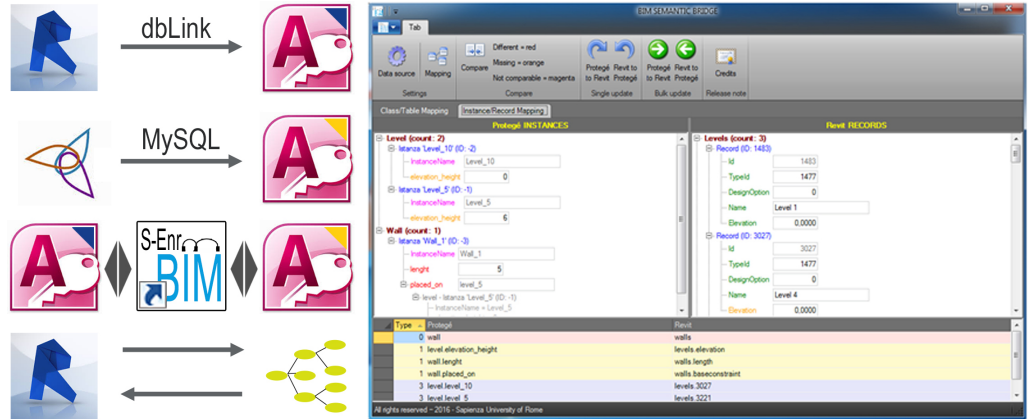 dbLink
A
MySQL
A
A
S-Enr
BIM
A
BIM SEMANTIC BRIDGE
Tab
Data source
Mapping
Compare
Different = red
Missing = orange
Not comparable = magenta
Protegé to Revit
Revit to Protegé
Protegé to Revit
Revit to Protegé
Credits
Settings
Compare
Single update
Bulk update
Release note
Class/Table Mapping
Instance/Record Mapping
Protegé INSTANCES
Level (count: 2)
Istanza 'Level_10' (ID: -2)
InstanceName Level_10
elevation_height 0
Istanza 'Level_5' (ID: -1)
InstanceName Level_5
elevation_height 6
Wall (count: 1)
Istanza 'Wall_1' (ID: -3)
InstanceName Wall_1
lenght 5
placed_on level_5
level - Istanza 'Level_5' (ID: -1)
InstanceName = Level_5
Revit RECORDS
Levels (count: 3)
Record (ID: 1483)
Id 1483
TypeId 1477
DesignOption 0
Name Level 1
Elevation 0,0000
Record (ID: 3027)
Id 3027
TypeId 1477
DesignOption 0
Name Level 4
Elevation 0,0000
Type Protegé Revit
0 wall walls
1 level.elevation_height levels.elevation
1 wall.lenght walls.length
1 wall.placed_on walls.baseconstraint
3 level.level_10 levels.3027
3 level.level_5 levels.3221
All rights reserved - 2016 - Sapienza University of Rome